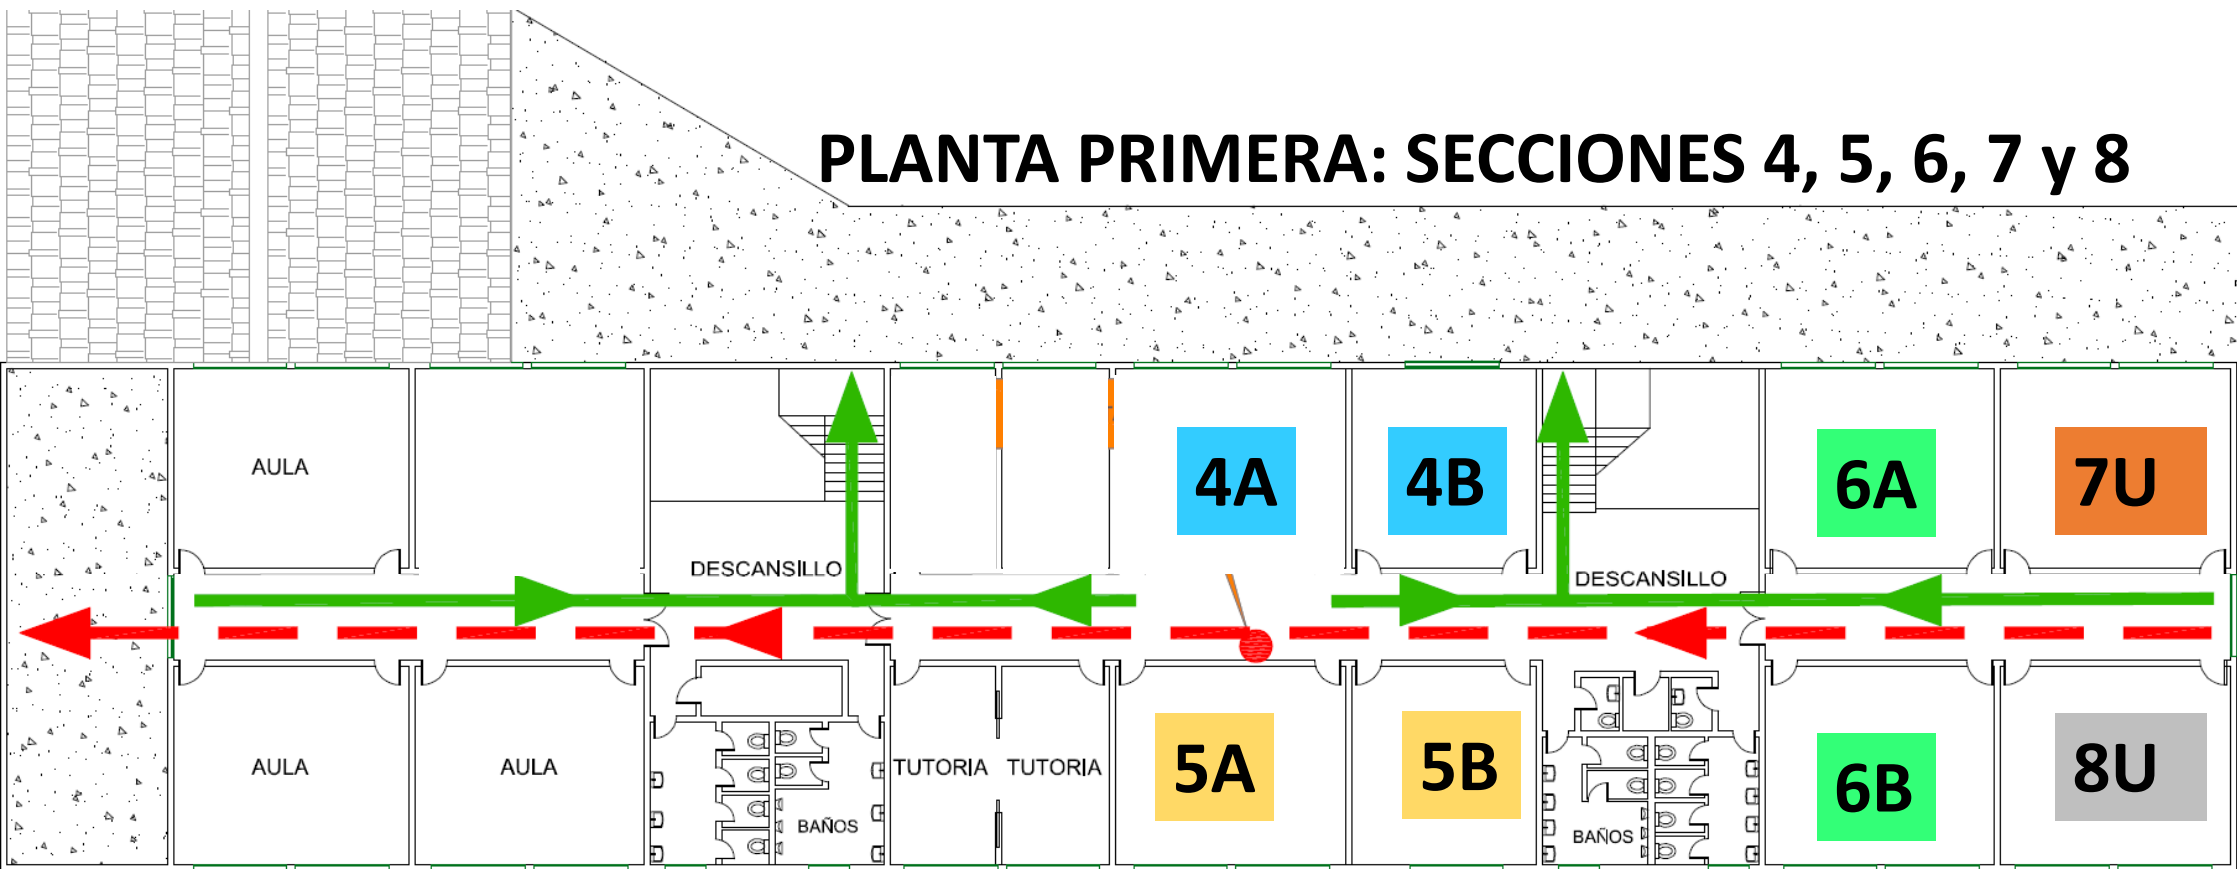 PLANTA PRIMERA: SECCIONES 4, 5, 6, 7 y 8
AULA
4A
4B
6A
7U
DESCANSILLO
DESCANSILLO
AULA
AULA
TUTORIA
TUTORIA
5A
5B
6B
8U
BAÑOS
BAÑOS